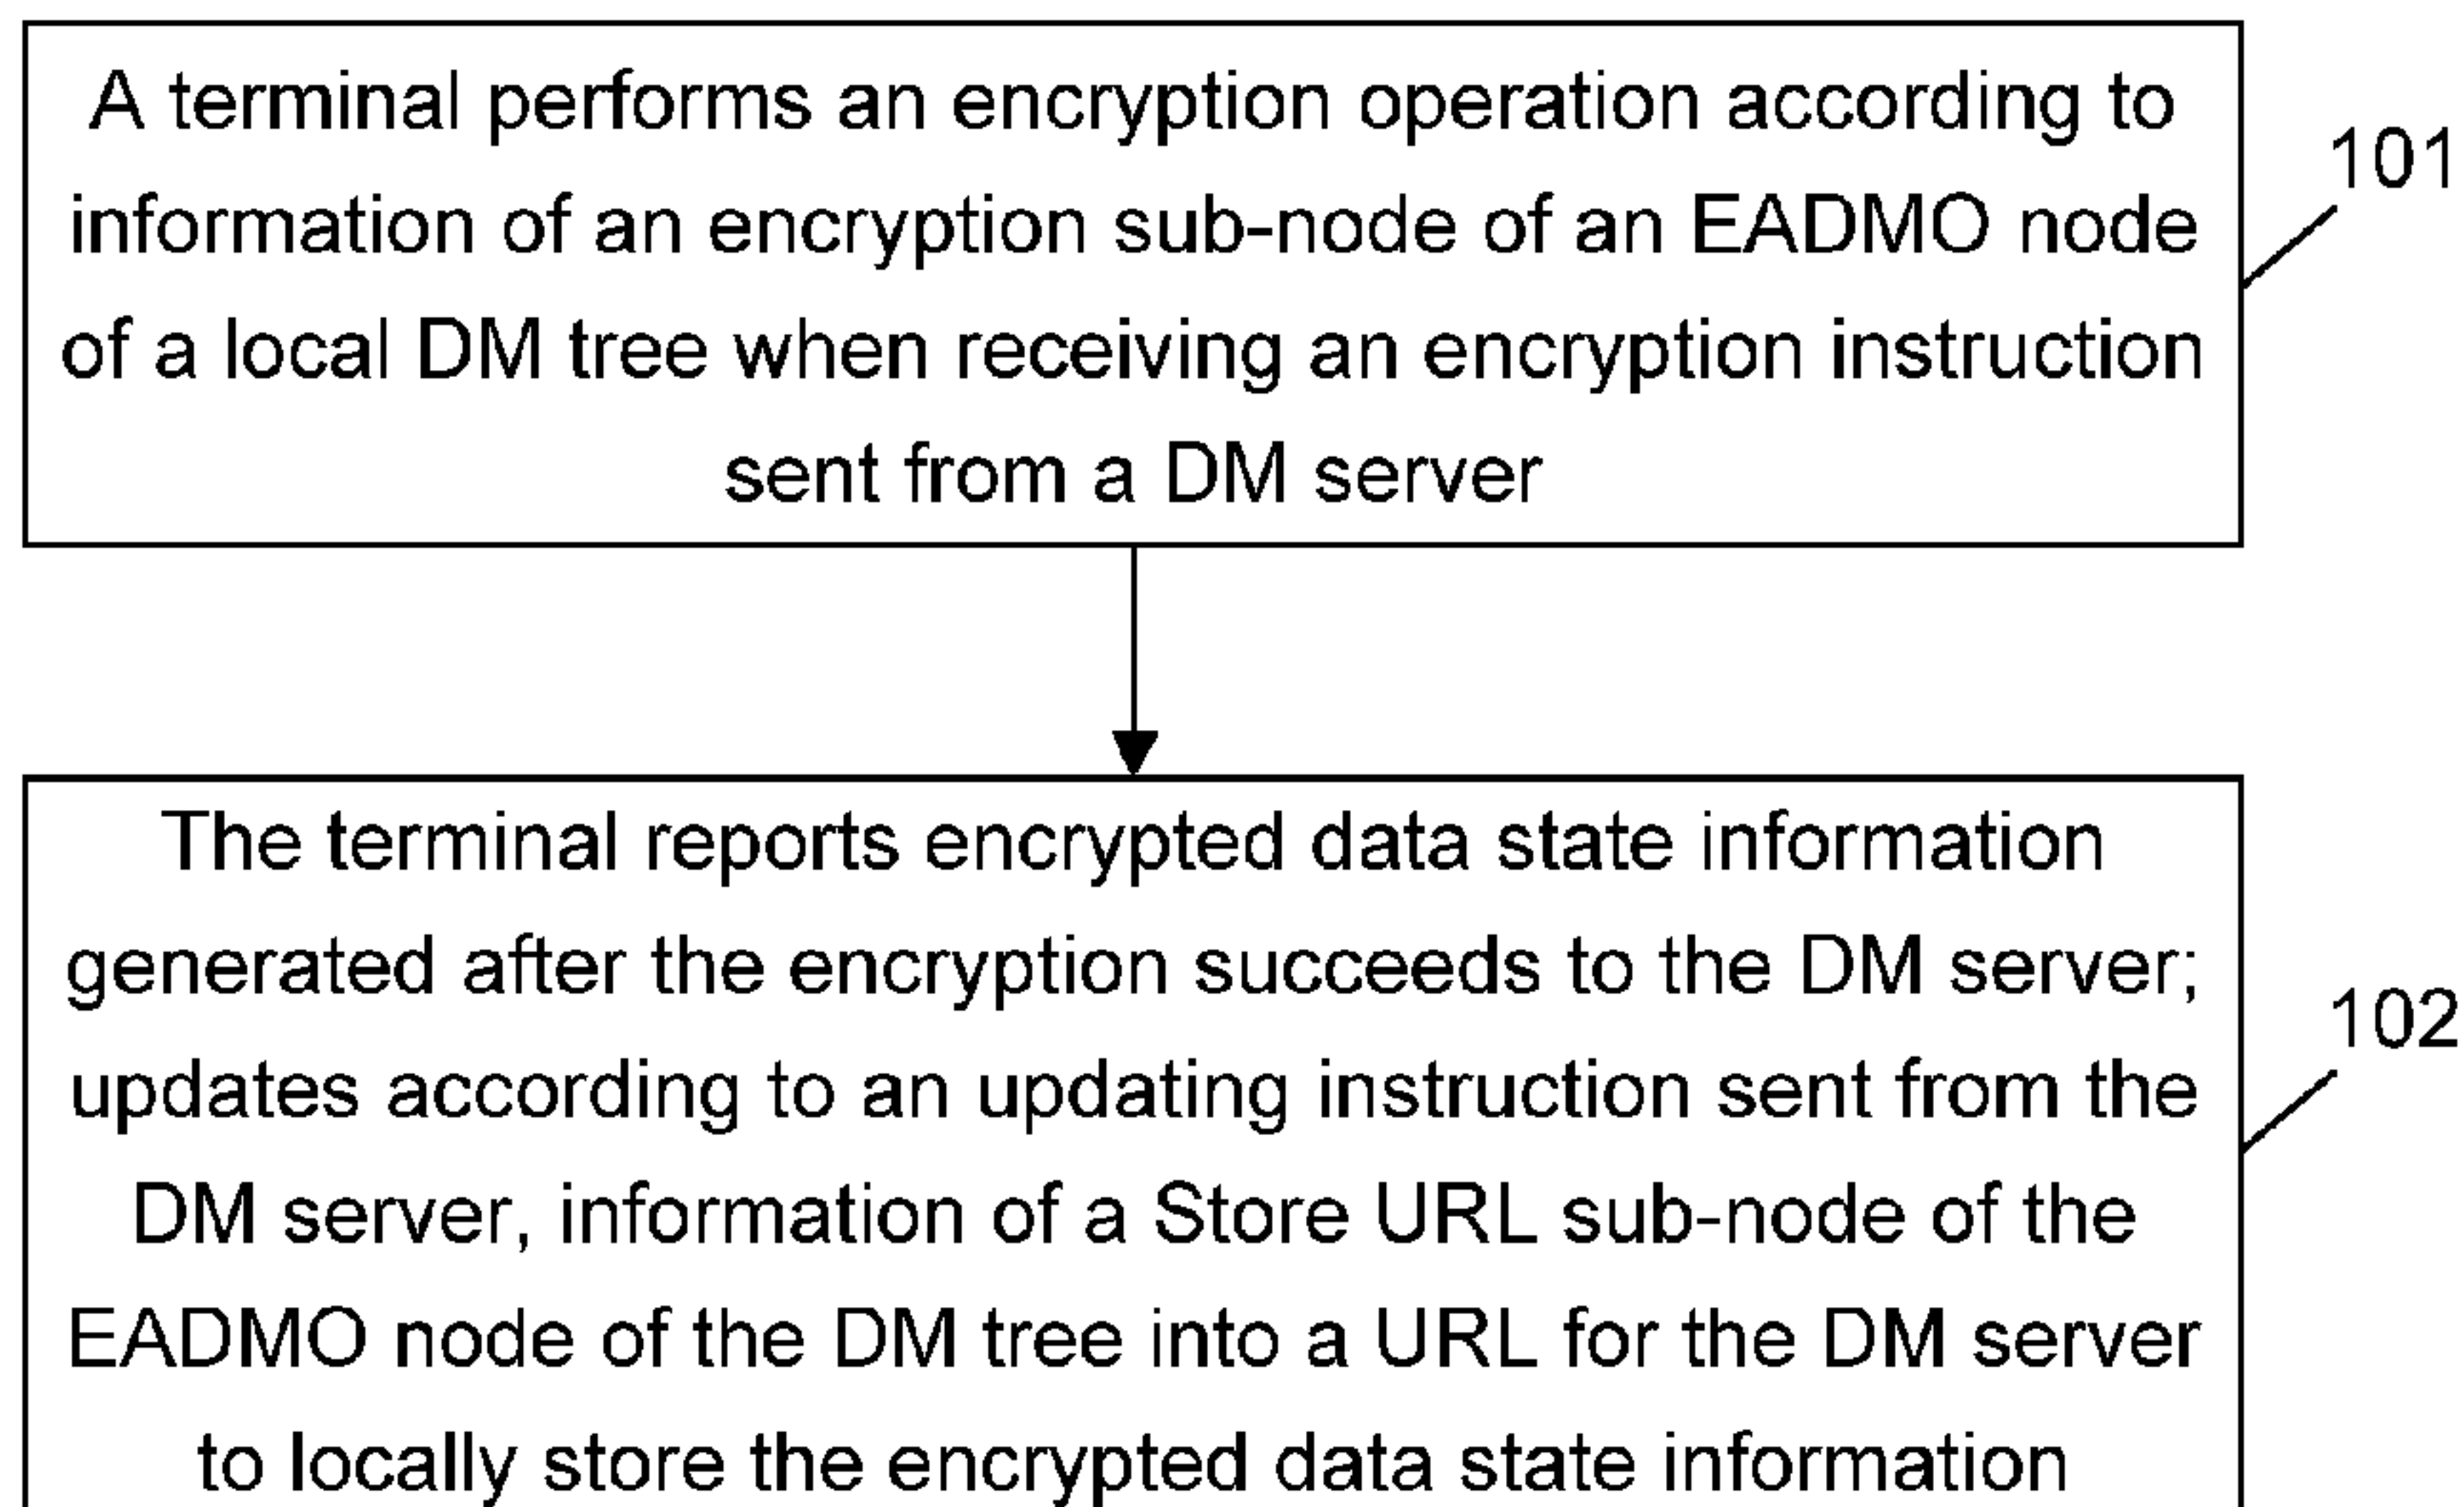 A terminal performs an encryption operation according to
information of an encryption sub-node of an EADMO node
of a local DM tree when receiving an encryption instruction
sent from a DM server
101
The terminal reports encrypted data state information
generated after the encryption succeeds to the DM server;
updates according to an updating instruction sent from the
DM server, information of a Store URL sub-node of the
EADMO node of the DM tree into a URL for the DM server
to locally store the encrypted data state information
102